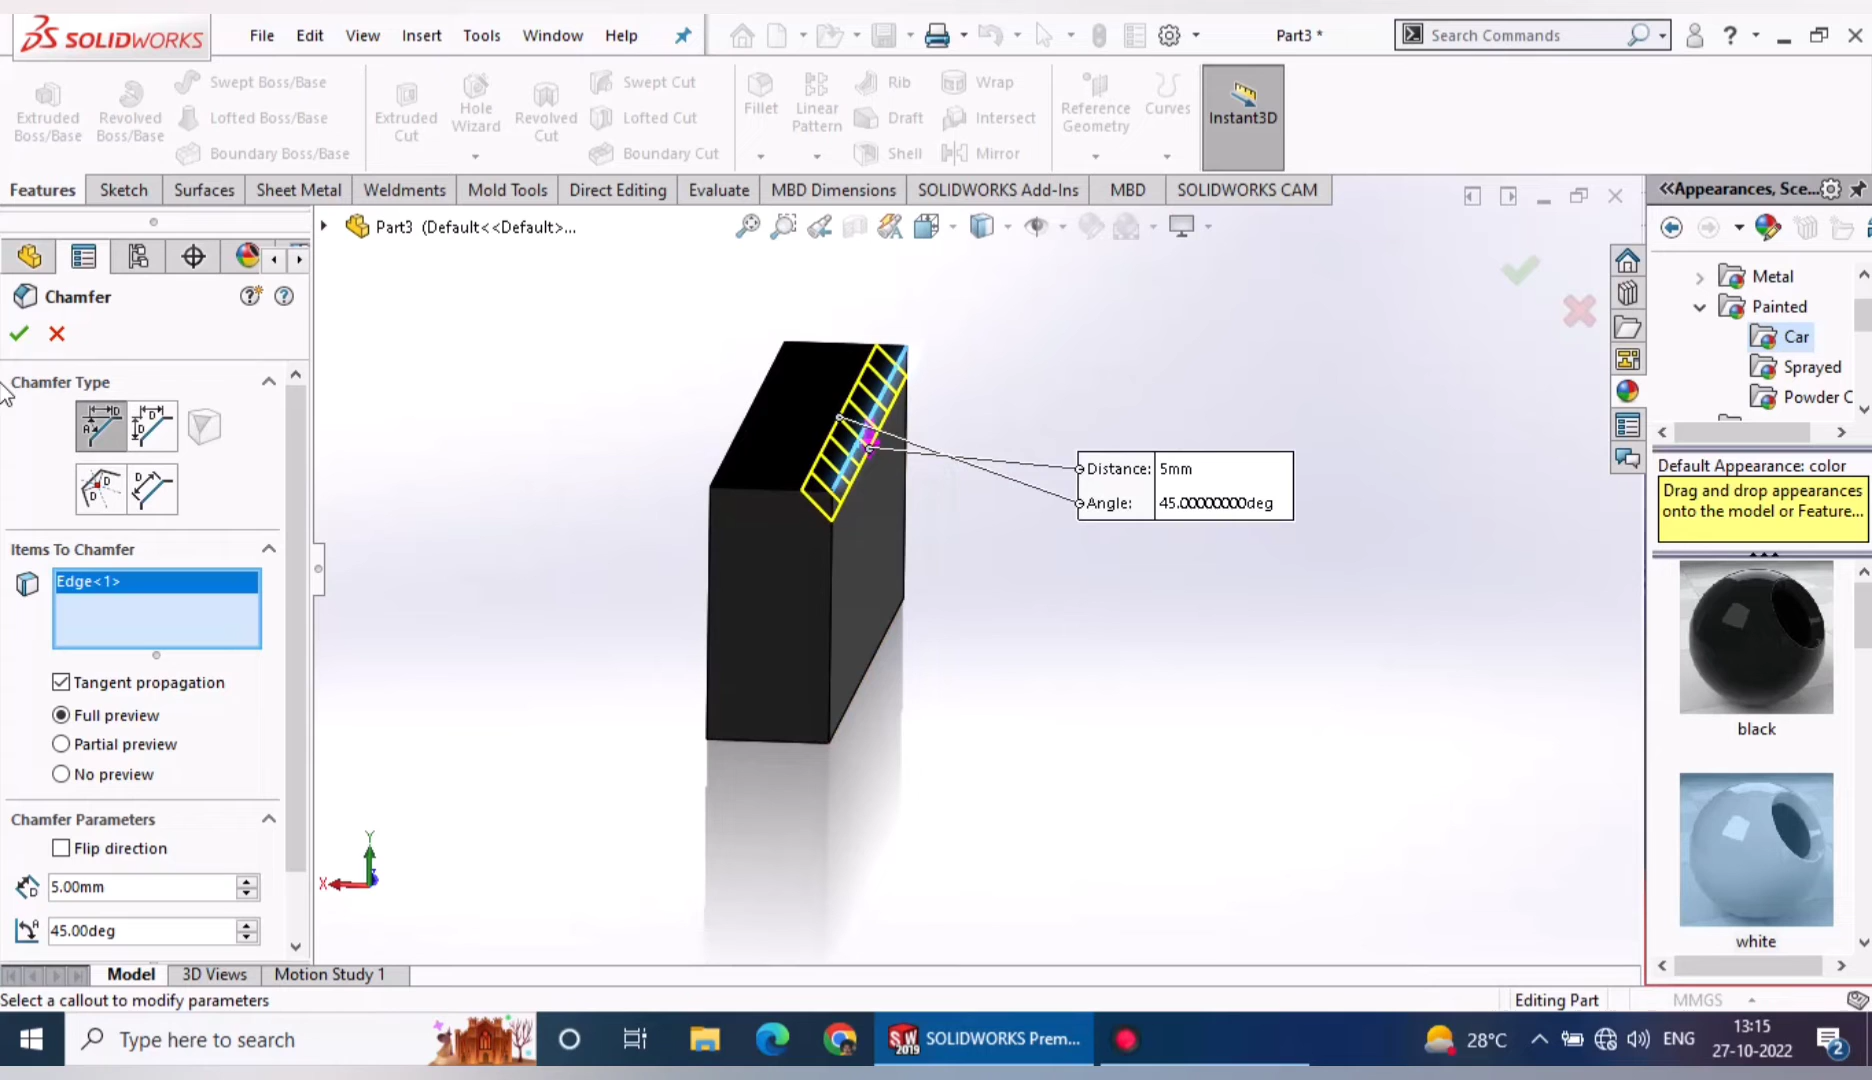 SOLIDWORKS File Edit View Insert Tools Window Help Part3 * Search Commands ?
Extruded Boss/Base
Revolved Boss/Base
Swept Boss/Base
Lofted Boss/Base
Boundary Boss/Base
Extruded Cut
Hole Wizard
Revolved Cut
Swept Cut
Lofted Cut
Boundary Cut
Fillet
Linear Pattern
Rib
Draft
Shell
Wrap
Intersect
Mirror
Reference Geometry
Curves
Instant3D
Features Sketch Surfaces Sheet Metal Weldments Mold Tools Direct Editing Evaluate MBD Dimensions SOLIDWORKS Add-Ins MBD SOLIDWORKS CAM
Part3 (Default<<Default>...
Chamfer
Chamfer Type
Items To Chamfer
Edge<1>
Tangent propagation
Full preview
Partial preview
No preview
Chamfer Parameters
Flip direction
5.00mm
45.00deg
Distance: 5mm
Angle: 45.00000000deg
Y
X
<<Appearances, Sce...
Metal
Painted
Car
Sprayed
Powder C
Default Appearance: color
Drag and drop appearances
onto the model or Feature...
black
white
Model 3D Views Motion Study 1
Select a callout to modify parameters Editing Part MMGS
Type here to search SW 2019 SOLIDWORKS Prem... 28°C ENG 13:15
27-10-2022 2